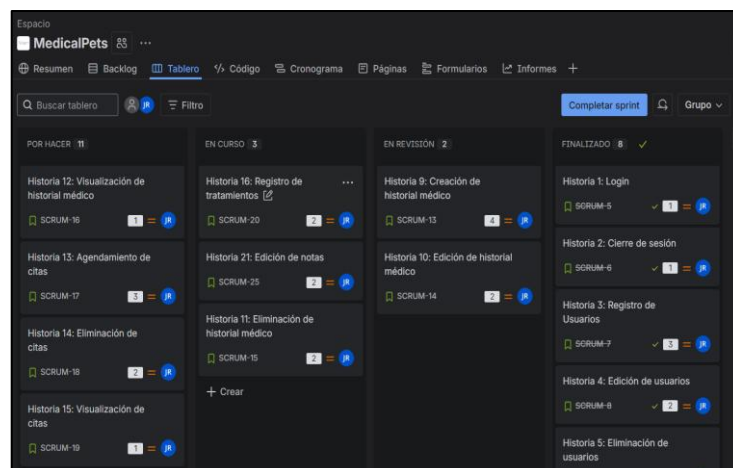 Espacio
MedicalPets
Resumen Backlog Tablero Código Cronograma Páginas Formularios Informes
Buscar tablero JR Filtro Completar sprint Grupo
POR HACER 11
Historia 12: Visualización de
historial médico
SCRUM-16 1 JR
Historia 13: Agendamiento de
citas
SCRUM-17 3 JR
Historia 14: Eliminación de
citas
SCRUM-18 2 JR
Historia 15: Visualización de
citas
SCRUM-19 1 JR
EN CURSO 3
Historia 16: Registro de
tratamientos
SCRUM-20 2 JR
Historia 21: Edición de notas
SCRUM-25 2 JR
Historia 11: Eliminación de
historial médico
SCRUM-15 2 JR
+ Crear
EN REVISIÓN 2
Historia 9: Creación de
historial médico
SCRUM-13 4 JR
Historia 10: Edición de historial
médico
SCRUM-14 2 JR
FINALIZADO 8
Historia 1: Login
SCRUM-5 1 JR
Historia 2: Cierre de sesión
SCRUM-6 1 JR
Historia 3: Registro de
Usuarios
SCRUM-7 3 JR
Historia 4: Edición de usuarios
SCRUM-8 2 JR
Historia 5: Eliminación de
usuarios